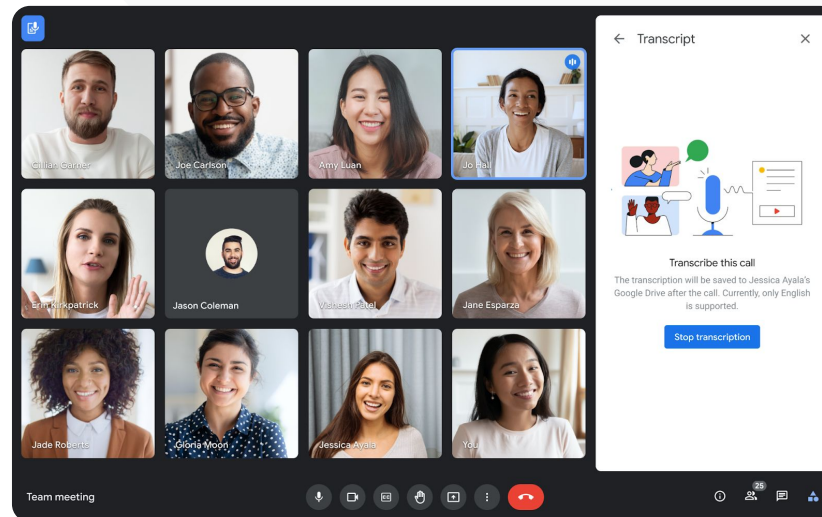 Transcript
Gillian Garner
Joe Carlson
Amy Luan
Jo Hall
Erin Kirkpatrick
Jason Coleman
Vishesh Patel
Jane Esparza
Jade Roberts
Gloria Moon
Jessica Ayala
You
Transcribe this call
The transcription will be saved to Jessica Ayala's
Google Drive after the call. Currently, only English
is supported.
Stop transcription
Team meeting
CC
25